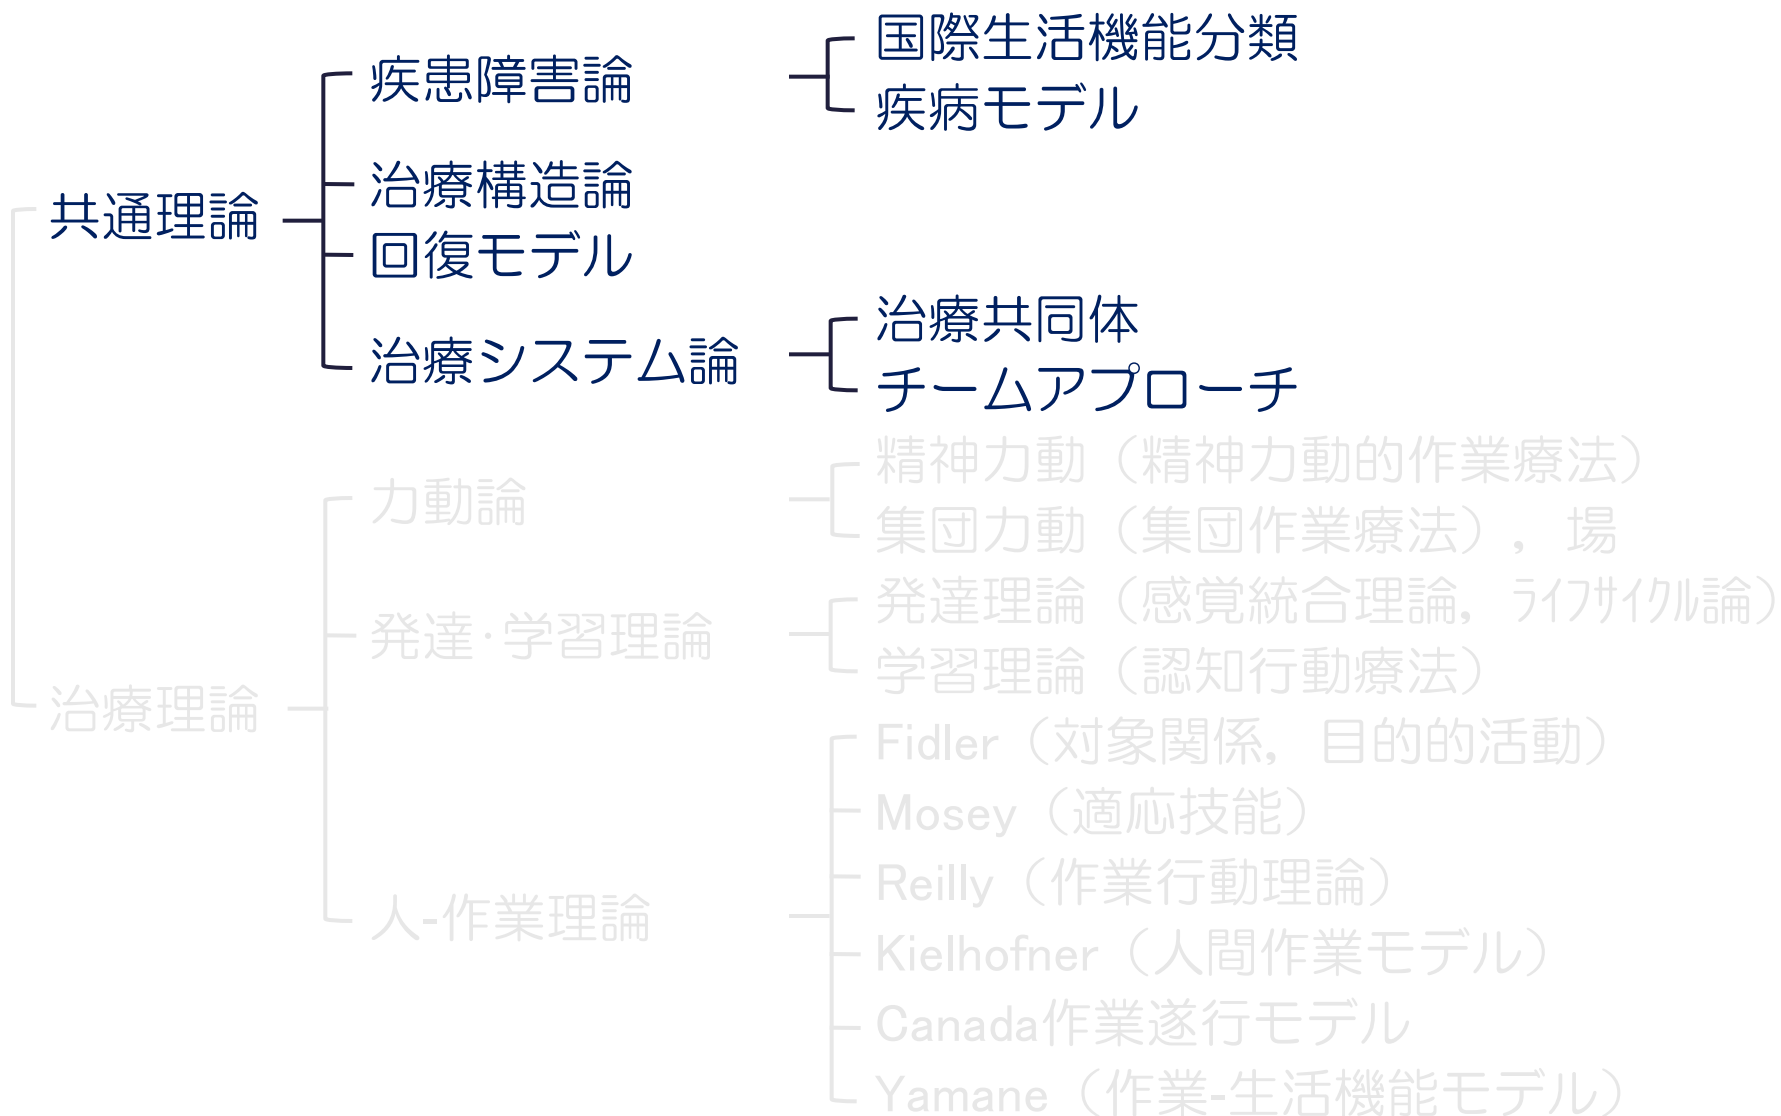 国際生活機能分類
疾患障害論
疾病モデル
治療構造論
共通理論
回復モデル
治療共同体
治療システム論
チームアプローチ
精神力動（精神力動的作業療法）
力動論
集団力動（集団作業療法），場
発達理論（感覚統合理論，ﾗｲﾌｻｲｸﾙ論）
発達･学習理論
学習理論（認知行動療法）
治療理論
Fidler（対象関係，目的的活動）
Mosey（適応技能）
Reilly（作業行動理論）
人-作業理論
Kielhofner（人間作業モデル）
Canada作業遂行モデル
Yamane（作業-生活機能モデル）